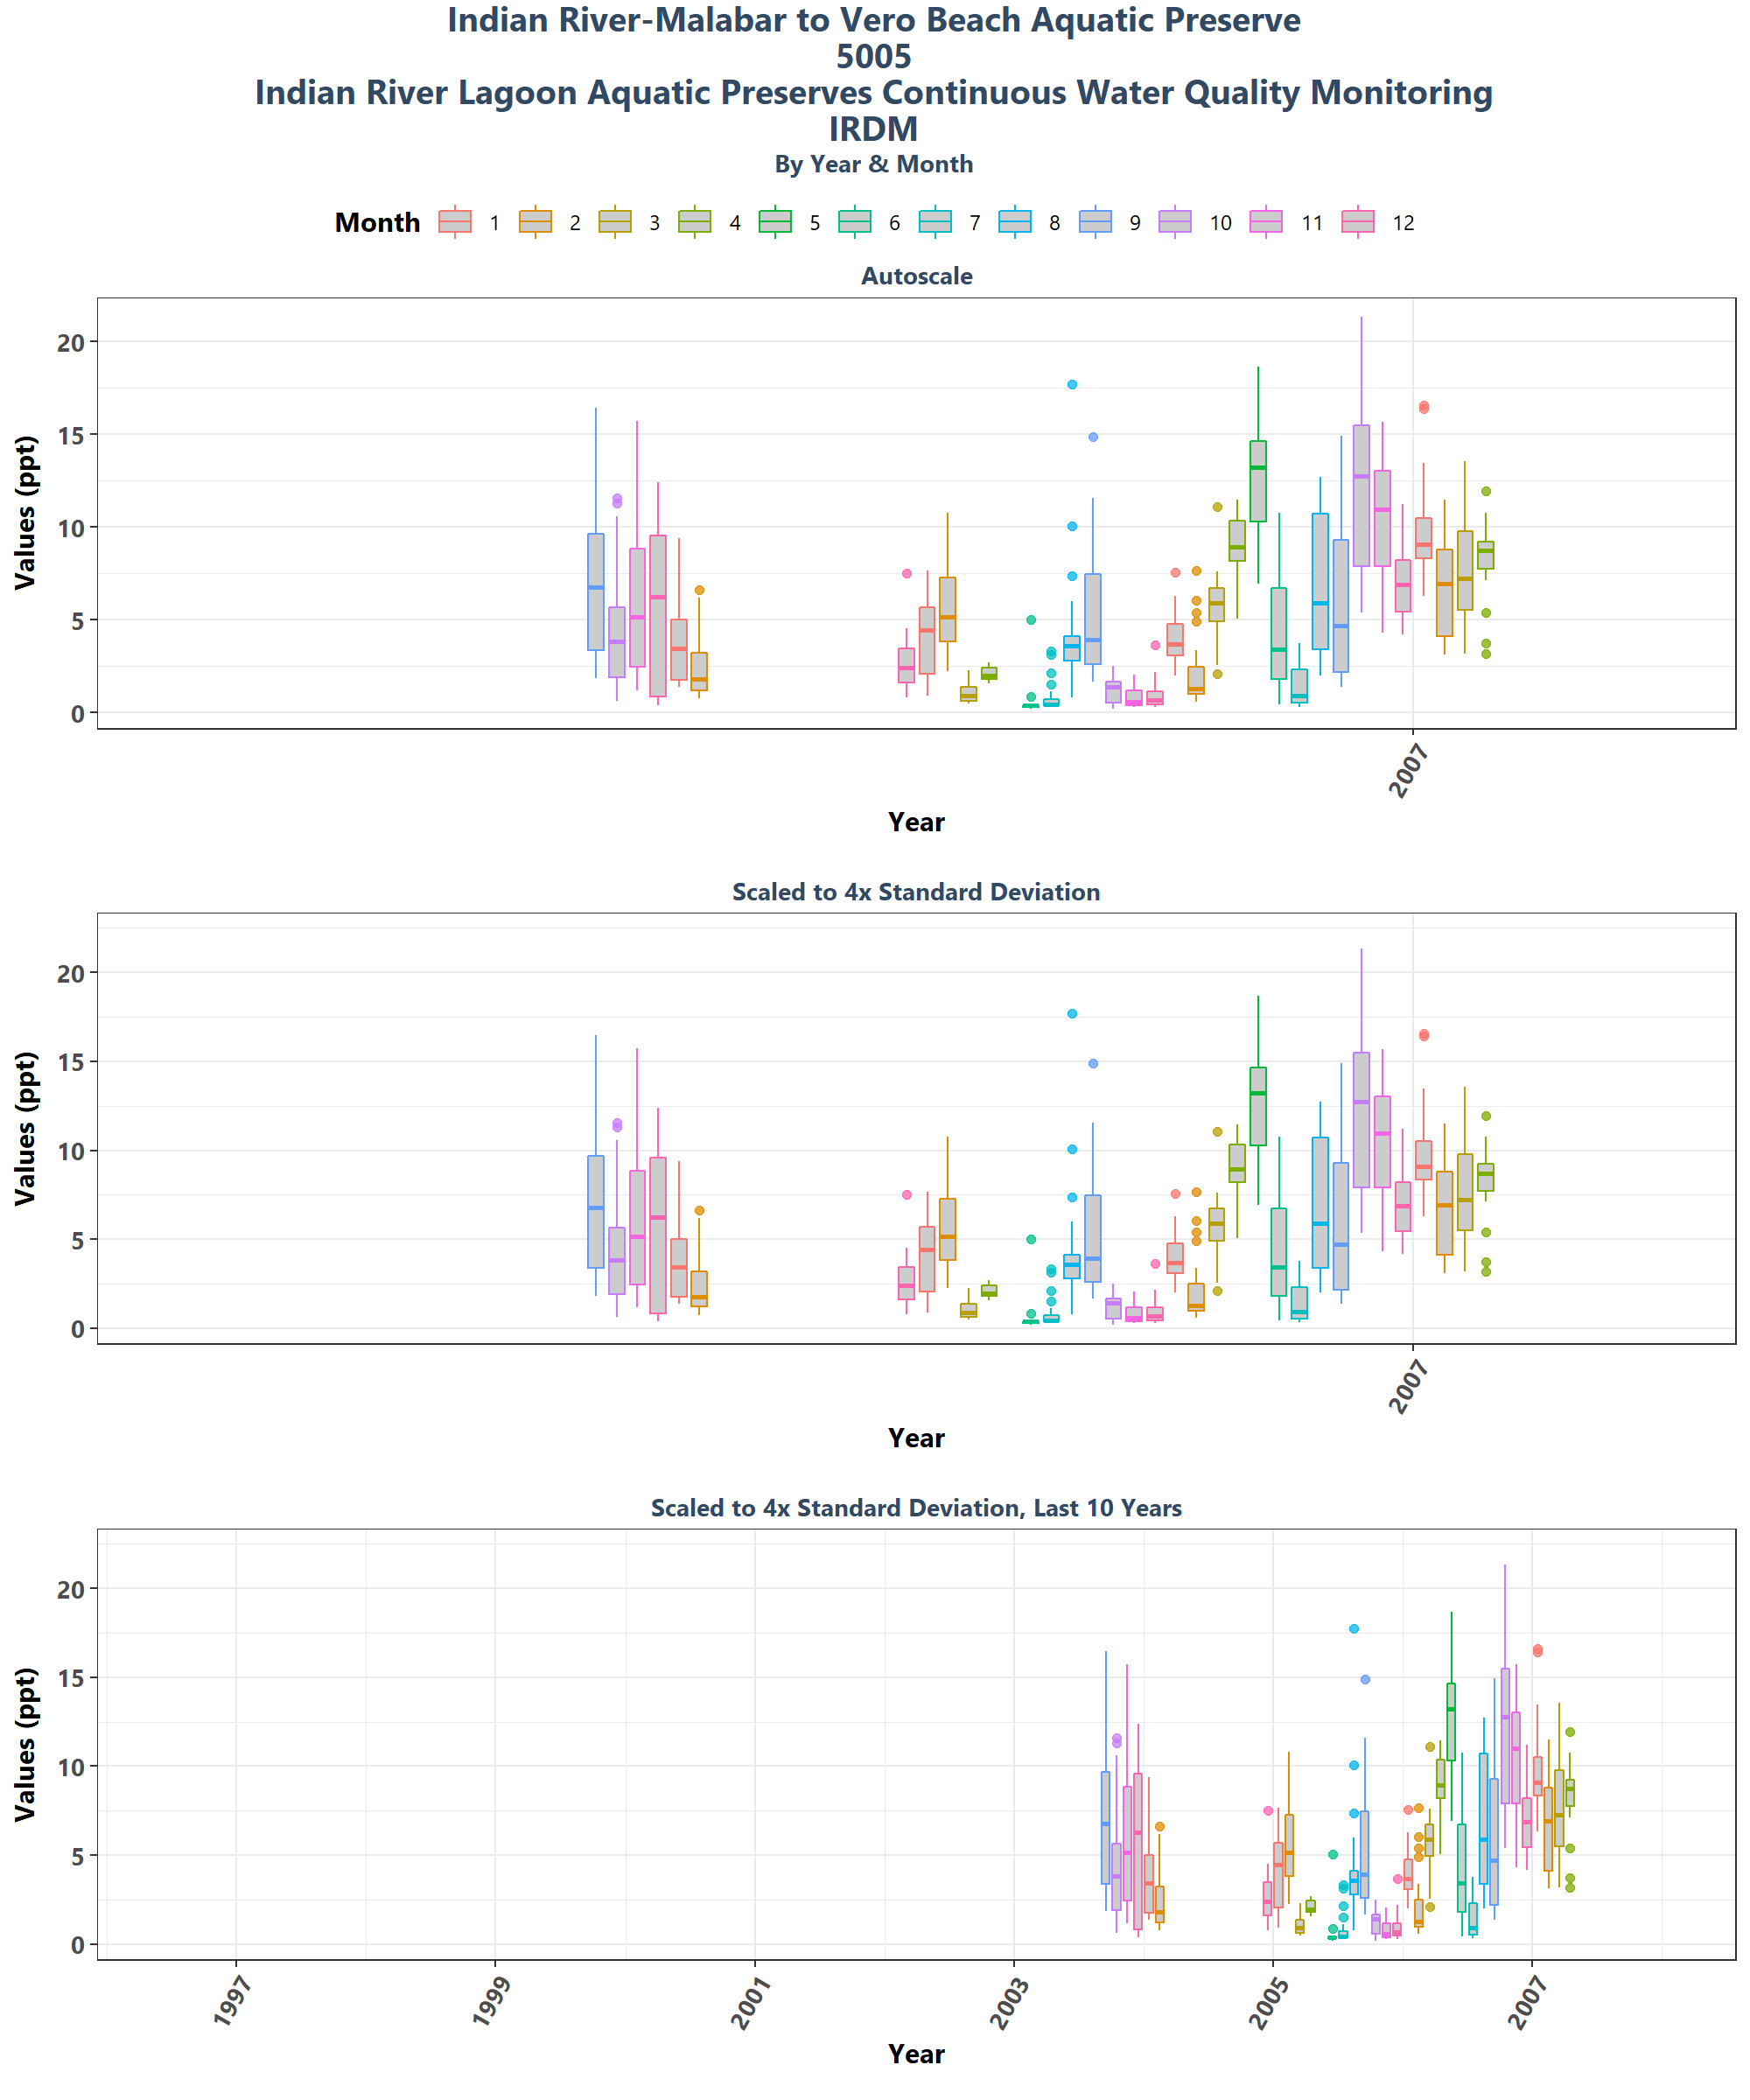 Indian River-Malabar to Vero Beach Aquatic Preserve
5005
Indian River Lagoon Aquatic Preserves Continuous Water Quality Monitoring
IRDM
By Year & Month
Month 1 2 3 4 5 6 7 8 9 10 11 12
Autoscale
Values (ppt)
20
15
10
5
0
2007
Year
Scaled to 4x Standard Deviation
Values (ppt)
20
15
10
5
0
2007
Year
Scaled to 4x Standard Deviation, Last 10 Years
Values (ppt)
20
15
10
5
0
1997 1999 2001 2003 2005 2007
Year